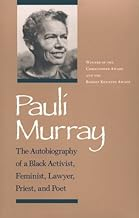 WINNER OF THE
CHRISTOPHER AWARD
AND THE
ROBERT KENNEDY AWARD
Pauli
Murray
The Autobiography
of a Black Activist,
Feminist, Lawyer,
Priest, and Poet